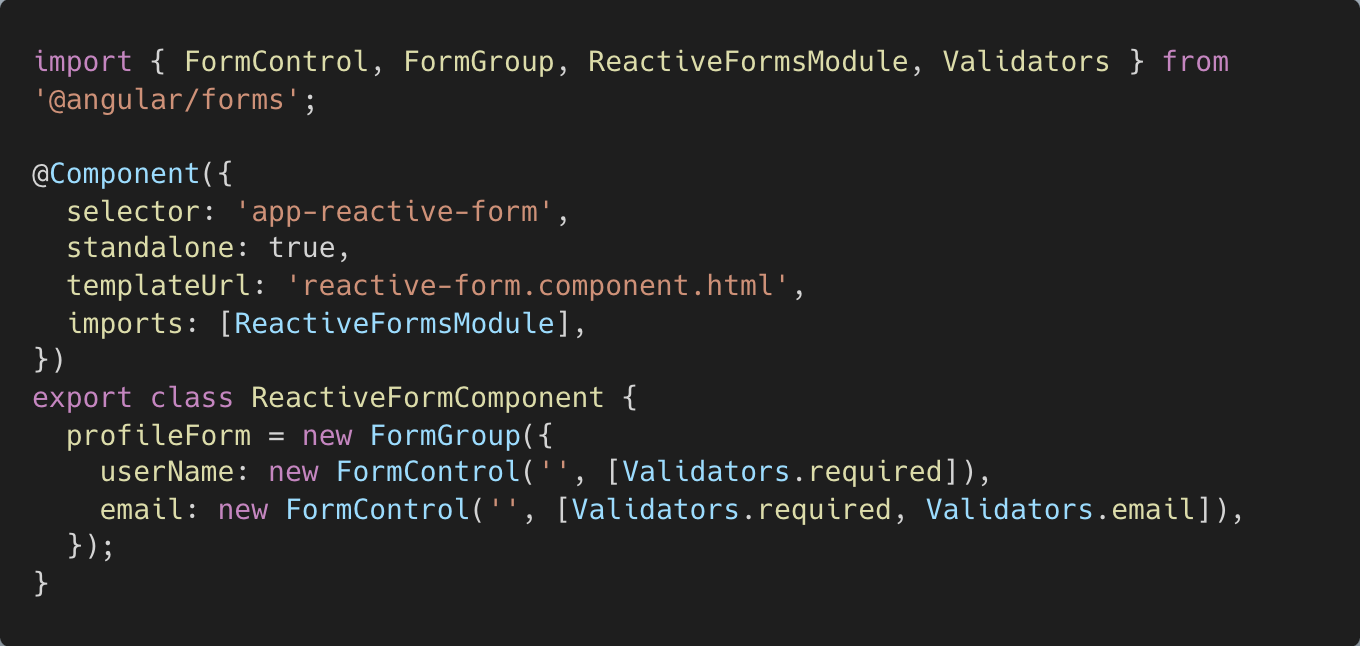 import { FormControl, FormGroup, ReactiveFormsModule, Validators } from
'@angular/forms';

@Component({
  selector: 'app-reactive-form',
  standalone: true,
  templateUrl: 'reactive-form.component.html',
  imports: [ReactiveFormsModule],
})
export class ReactiveFormComponent {
  profileForm = new FormGroup({
    userName: new FormControl('', [Validators.required]),
    email: new FormControl('', [Validators.required, Validators.email]),
  });
}